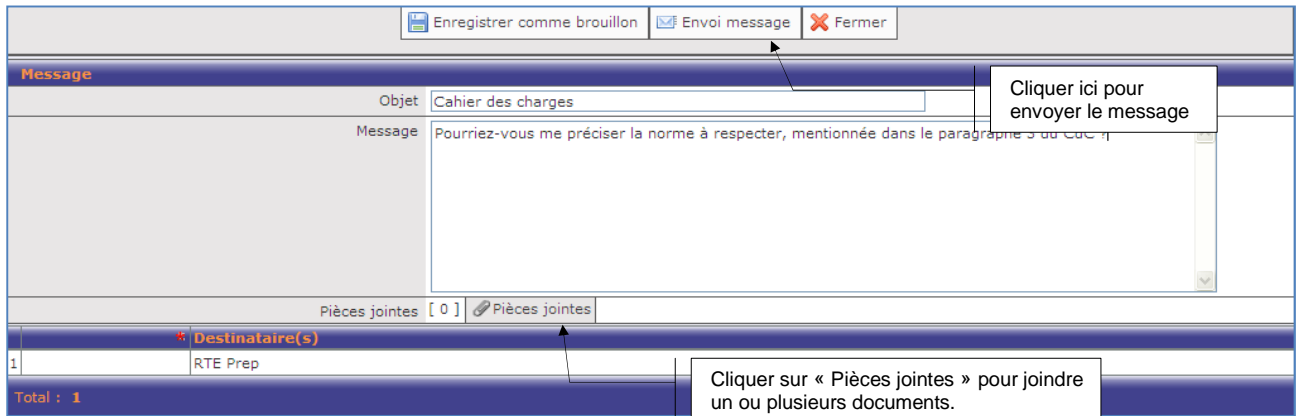 Enregistrer comme brouillon Envoi message Fermer
Message
Cliquer ici pour
envoyer le message
Objet Cahier des charges
Message Pourriez-vous me préciser la norme à respecter, mentionnée dans le paragraphe 3 du CdC ?
Pièces jointes [ 0 ] Pièces jointes
* Destinataire(s)
1 RTE Prep
Cliquer sur « Pièces jointes » pour joindre
un ou plusieurs documents.
Total : 1